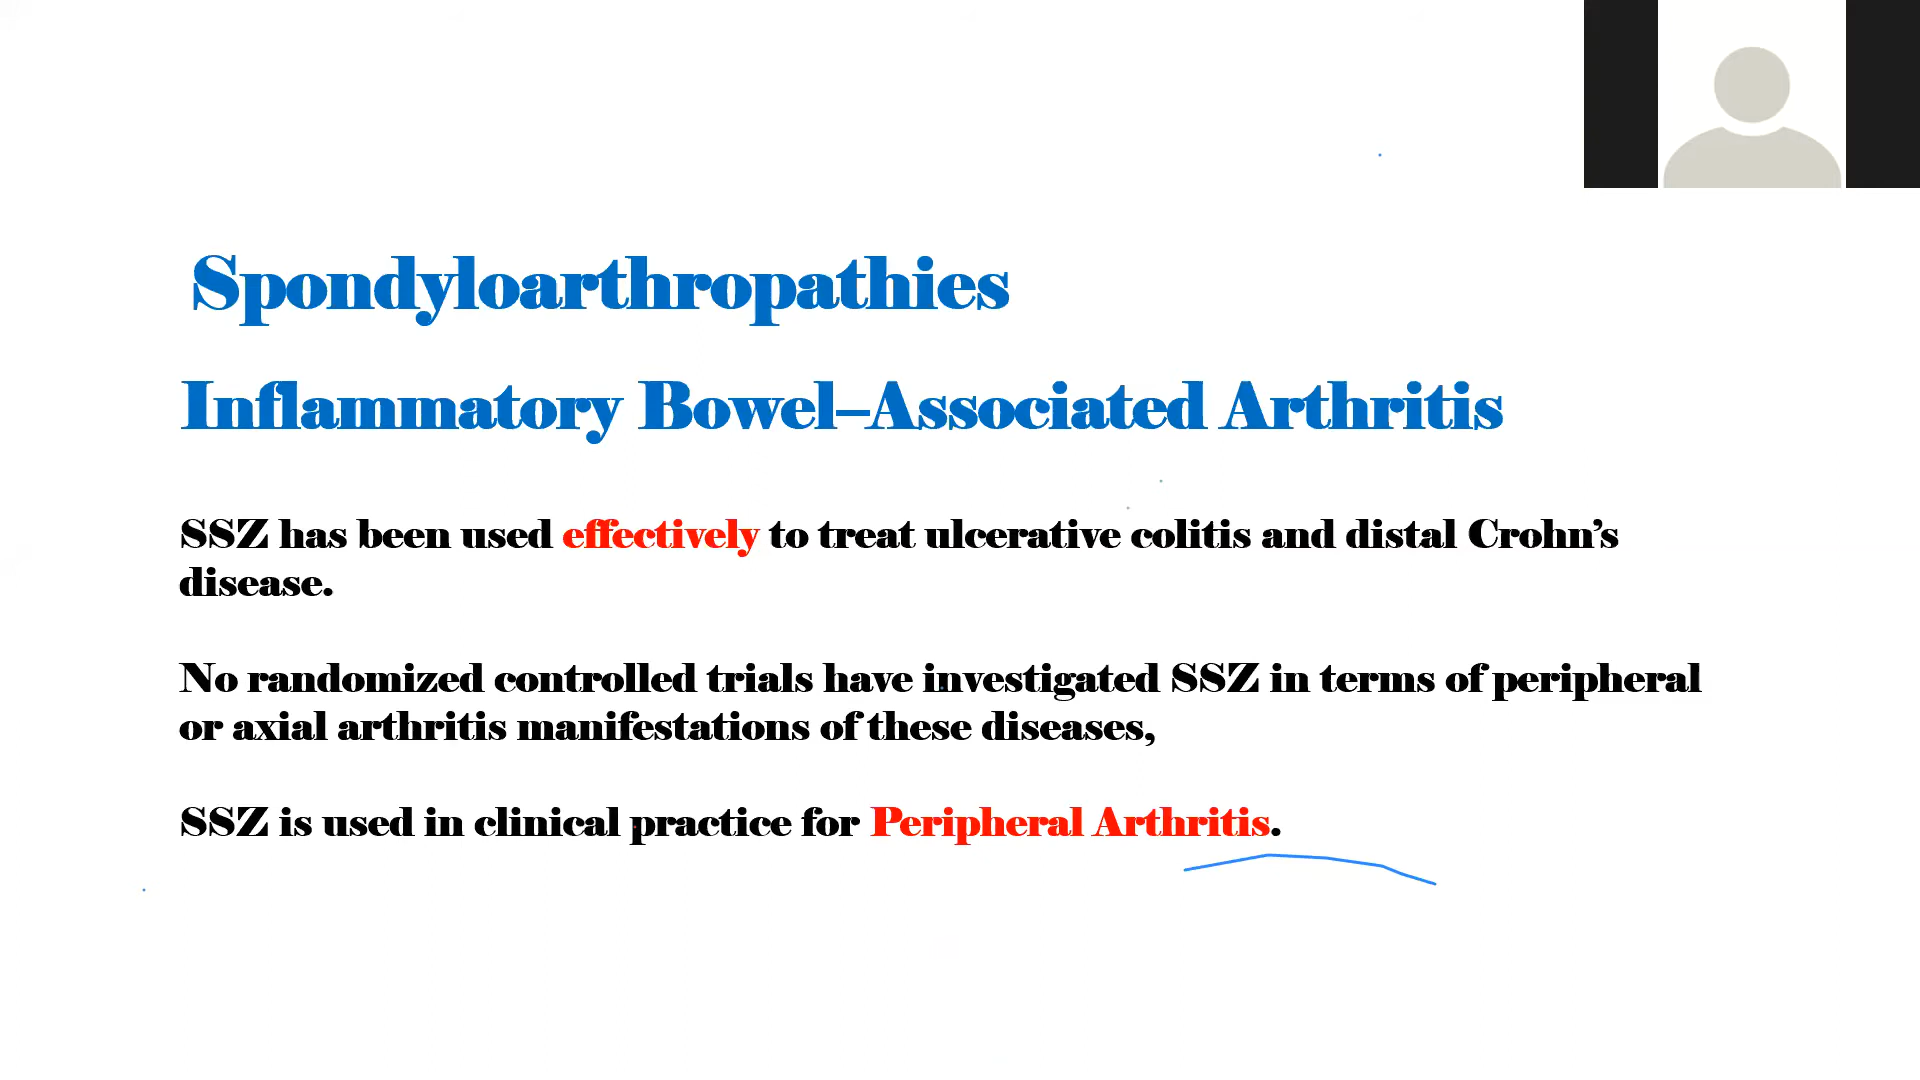 Spondyloarthropathies
Inflammatory Bowel–Associated Arthritis
SSZ has been used effectively to treat ulcerative colitis and distal Crohn’s
disease.
No randomized controlled trials have investigated SSZ in terms of peripheral
or axial arthritis manifestations of these diseases,
SSZ is used in clinical practice for Peripheral Arthritis.